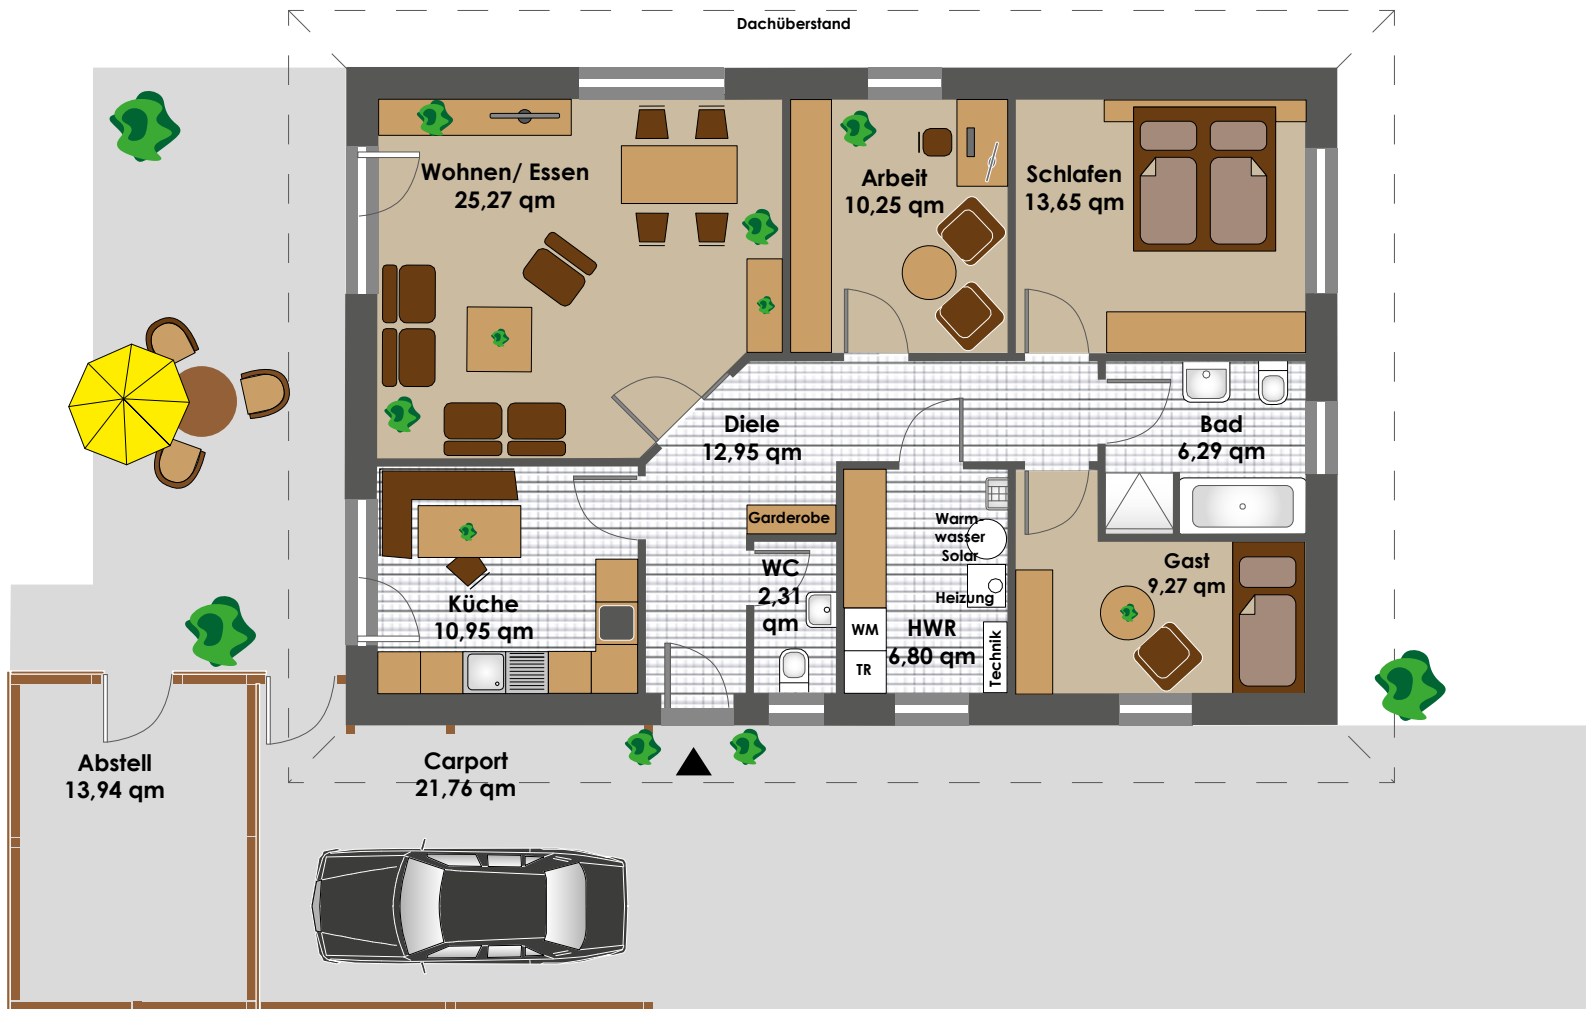 Dachüberstand
Wohnen/ Essen
25,27 qm
Arbeit
10,25 qm
Schlafen
13,65 qm
Diele
12,95 qm
Bad
6,29 qm
Garderobe
Warm-
wasser
Solar
Heizung
WC
2,31
qm
Küche
10,95 qm
WM
TR
HWR
6,80 qm
Technik
Gast
9,27 qm
Abstell
13,94 qm
Carport
21,76 qm